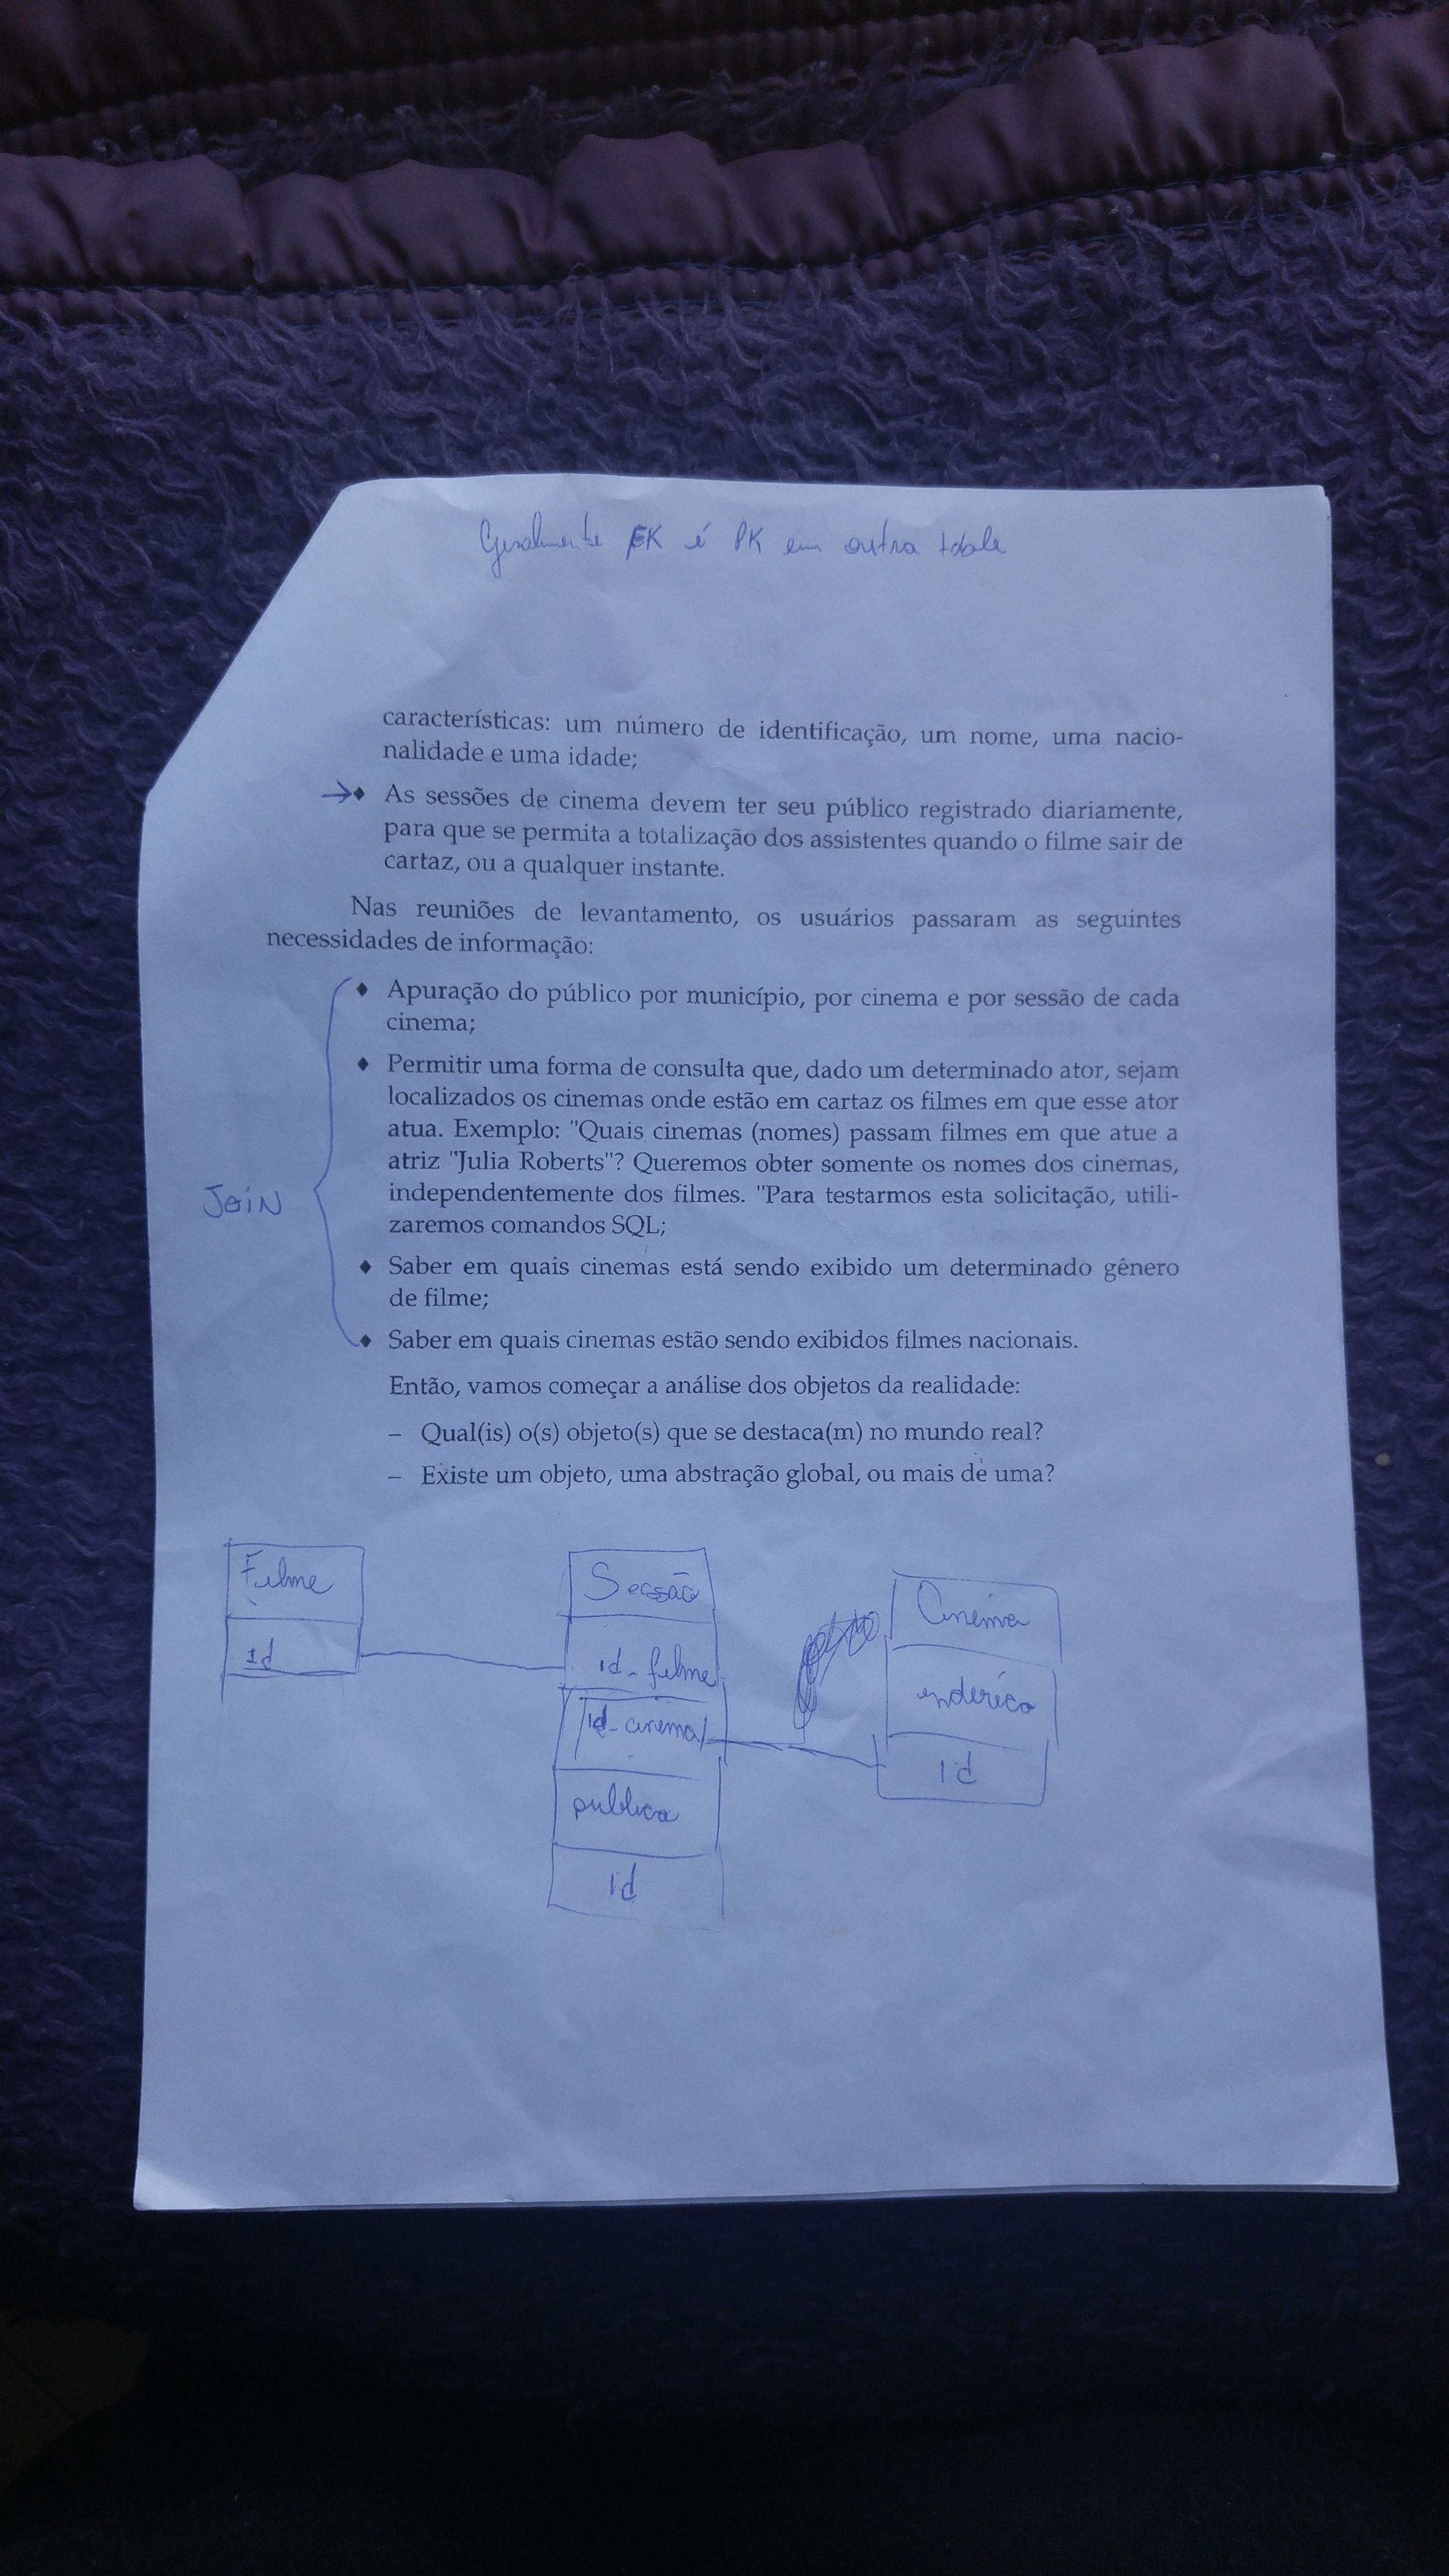 Geralmente FK é PK em outra table
características: um número de identificação, um nome, uma nacio-
nalidade e uma idade;
→♦ As sessões de cinema devem ter seu público registrado diariamente,
para que se permita a totalização dos assistentes quando o filme sair de
cartaz, ou a qualquer instante.
Nas reuniões de levantamento, os usuários passaram as seguintes
necessidades de informação:
♦ Apuração do público por município, por cinema e por sessão de cada
cinema;
♦ Permitir uma forma de consulta que, dado um determinado ator, sejam
localizados os cinemas onde estão em cartaz os filmes em que esse ator
atua. Exemplo: "Quais cinemas (nomes) passam filmes em que atue a
atriz "Julia Roberts"? Queremos obter somente os nomes dos cinemas,
JOIN
independentemente dos filmes. "Para testarmos esta solicitação, utili-
zaremos comandos SQL;
♦ Saber em quais cinemas está sendo exibido um determinado gênero
de filme;
♦ Saber em quais cinemas estão sendo exibidos filmes nacionais.
Então, vamos começar a análise dos objetos da realidade:
– Qual(is) o(s) objeto(s) que se destaca(m) no mundo real?
– Existe um objeto, uma abstração global, ou mais de uma?
Filme
id
Secsão
id_filme
id_cinema
publico
id
Cinema
endereço
id